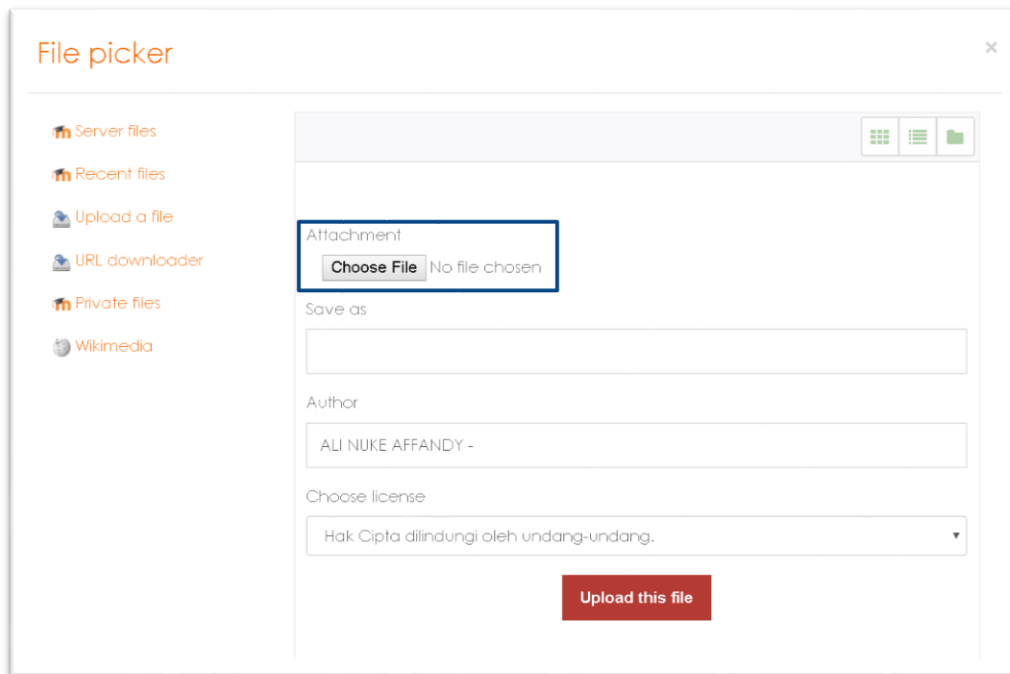 File picker
×
Server files
Recent files
Upload a file
URL downloader
Private files
Wikimedia
Attachment
Choose File No file chosen
Save as
Author
ALI NUKE AFFANDY -
Choose license
Hak Cipta dilindungi oleh undang-undang.
Upload this file